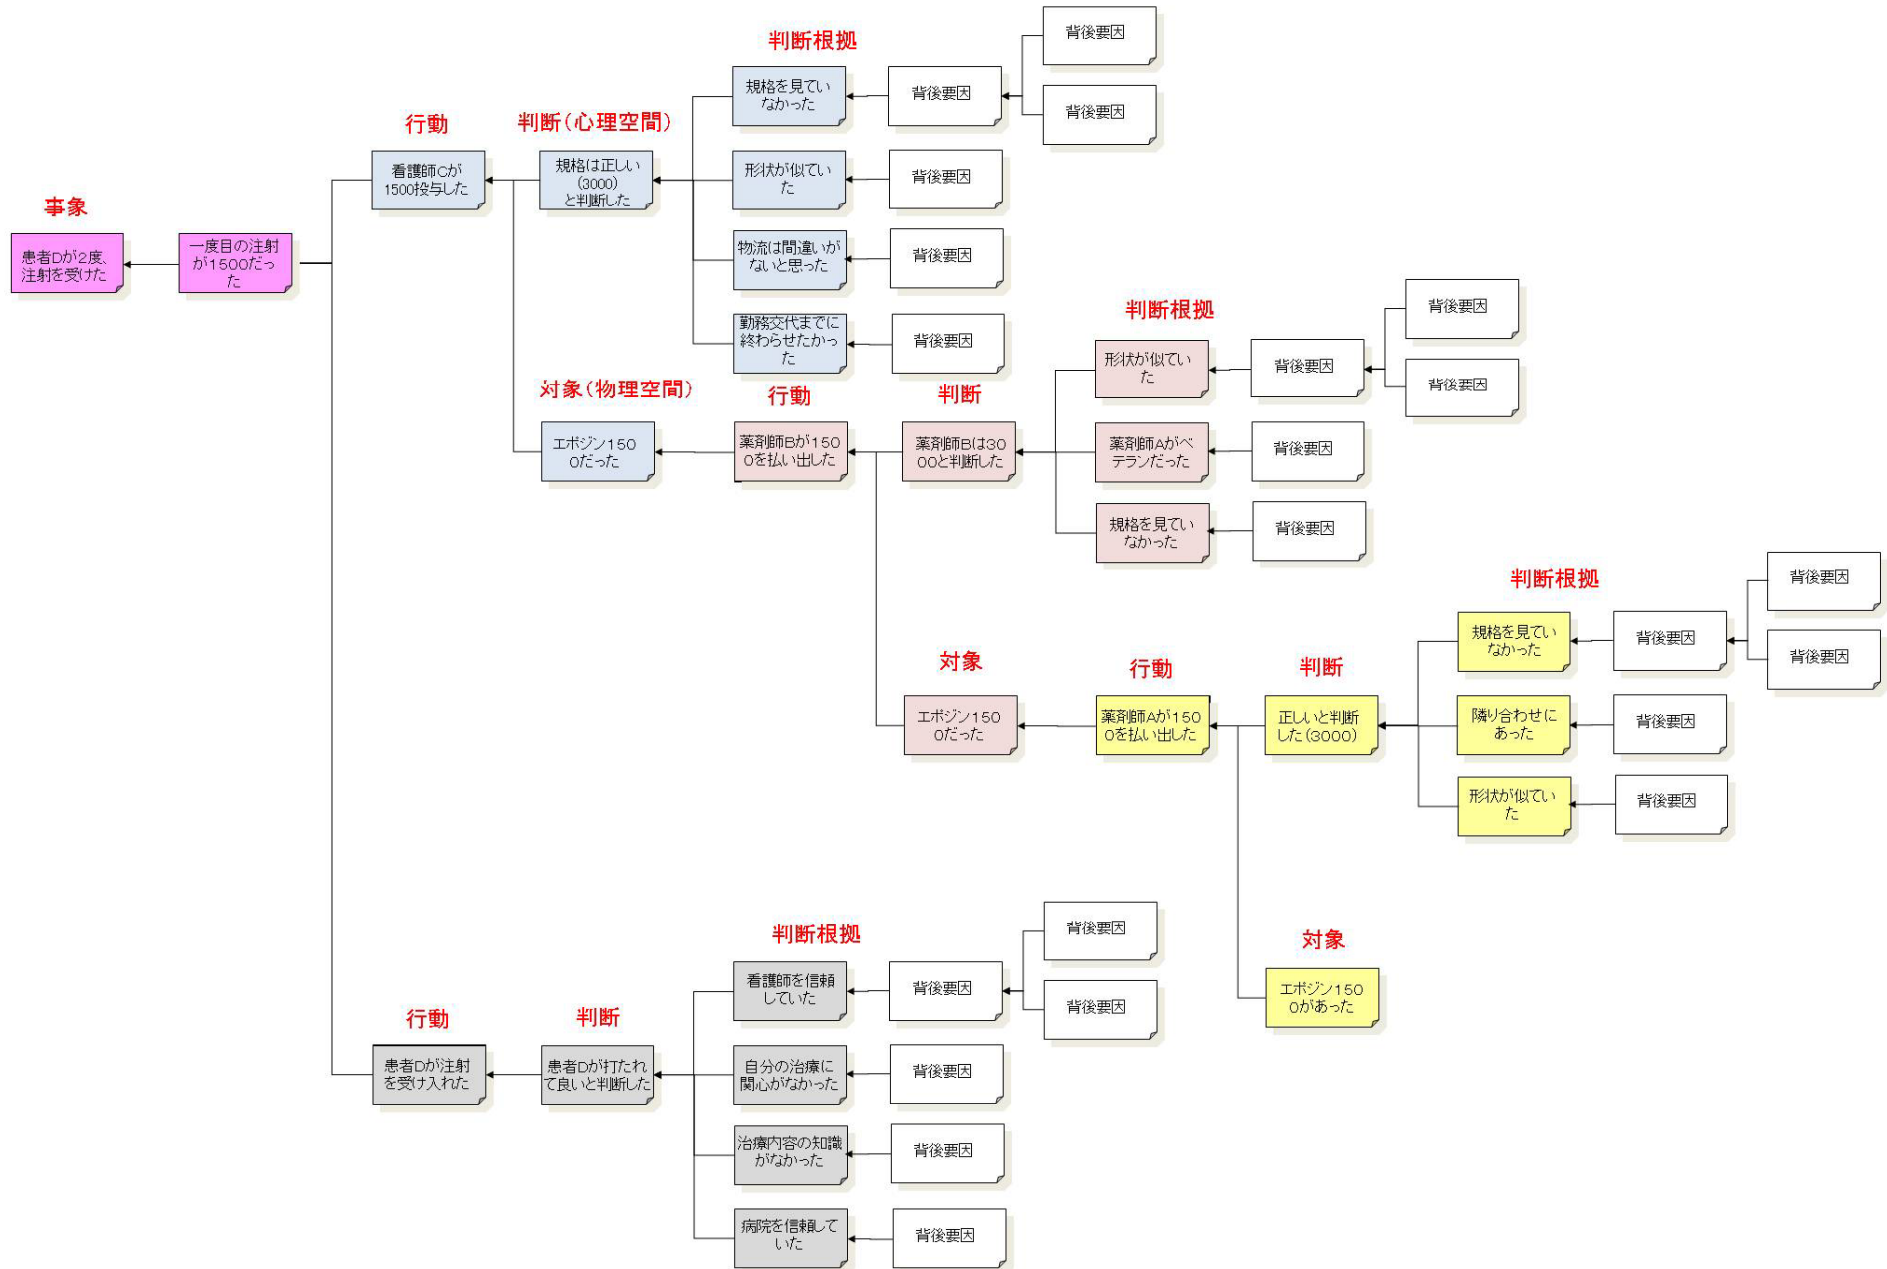 判断根拠
背後要因
規格を見てい
なかった
背後要因
背後要因
行動
判断(心理空間)
看護師Cが
1500投与した
規格は正しい
(3000)
と判断した
形状が似てい
た
背後要因
事象
患者Dが2度、
注射を受けた
一度目の注射
が1500だっ
た
物流は間違いが
ないと思った
背後要因
勤務交代までに
終わらせたかっ
た
背後要因
判断根拠
背後要因
形状が似てい
た
背後要因
背後要因
対象(物理空間)
行動
判断
エポジン150
0だった
薬剤師Bが150
0を払い出した
薬剤師Bは30
00と判断した
薬剤師Aがベ
テランだった
背後要因
規格を見てい
なかった
背後要因
判断根拠
背後要因
規格を見てい
なかった
背後要因
背後要因
対象
行動
判断
エポジン150
0だった
薬剤師Aが150
0を払い出した
正しいと判断
した(3000)
隣り合わせに
あった
背後要因
形状が似てい
た
背後要因
対象
エポジン150
0があった
判断根拠
背後要因
看護師を信頼
していた
背後要因
背後要因
行動
判断
患者Dが注射
を受け入れた
患者Dが打たれ
て良いと判断した
自分の治療に
関心がなかった
背後要因
治療内容の知識
がなかった
背後要因
病院を信頼して
いた
背後要因